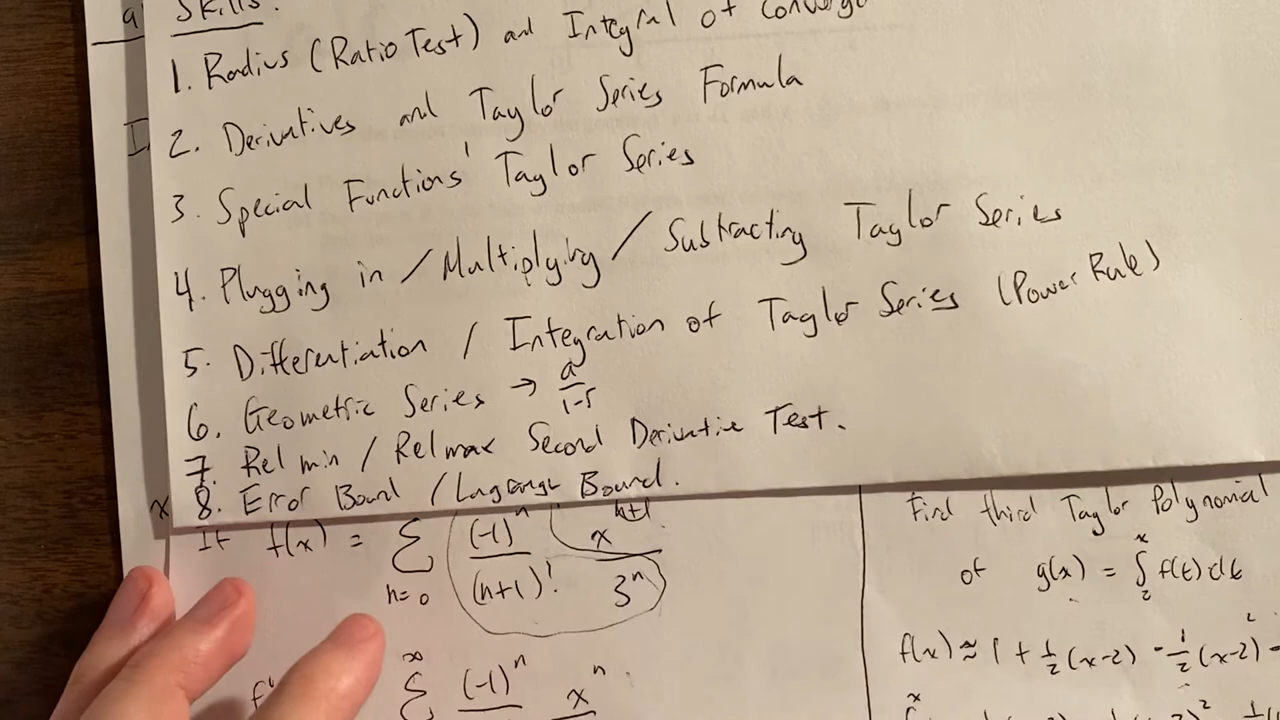 a
Skills:
1. Radius (Ratio Test) and Integral of Converge
I.
2. Derivatives and Taylor Series Formula
3. Special Functions' Taylor Series
4. Plugging in / Multiplying / Subtracting Taylor Series
5. Differentiation / Integration of Taylor Series (Power Rule)
6. Geometric Series → a/1-r
7. Rel min / Rel max Second Derivative Test.
8. Error Bound / Lagrange Bound.
x
If f(x) = Σ n=0 (-1)^n/(n+1)! x^n+1/3^n
f'
∞ Σ (-1)^n x^n
Find third Taylor Polynomial
of g(x) = ∫_2^x f(t)dt
f(x) ≈ 1 + 1/2 (x-2) - 1/2 (x-2)^2 -